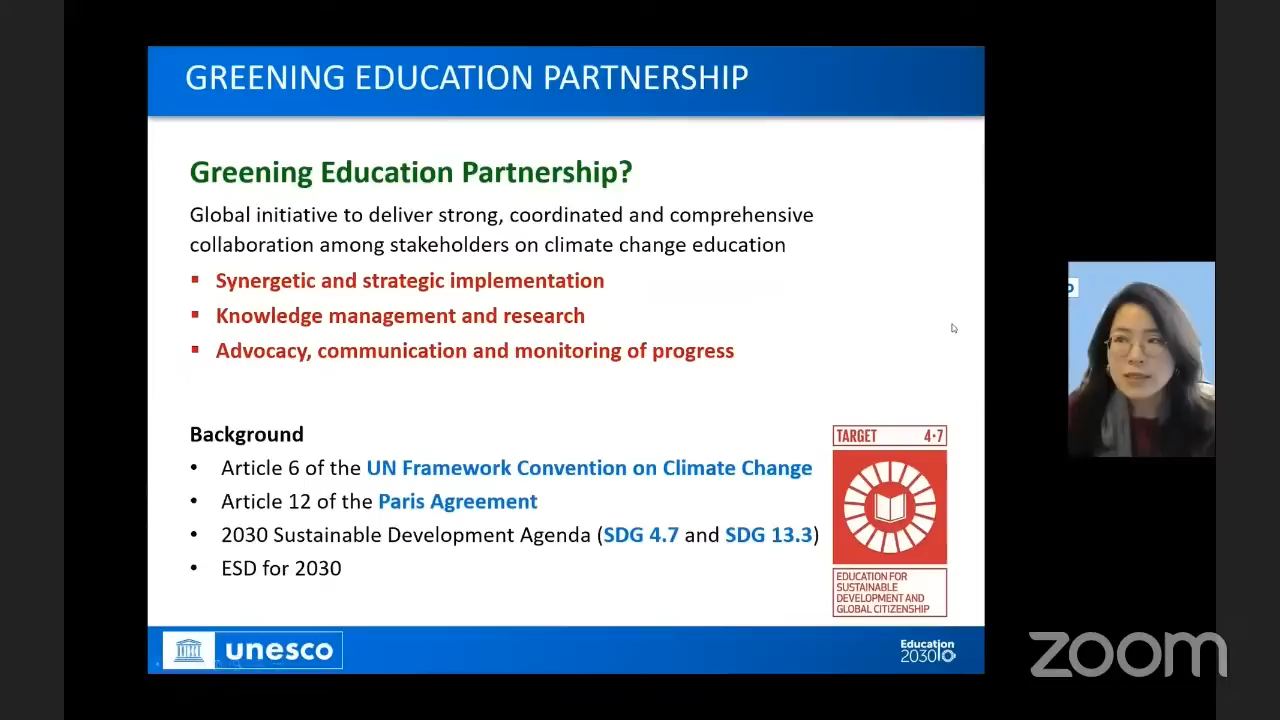 GREENING EDUCATION PARTNERSHIP
Greening Education Partnership?
Global initiative to deliver strong, coordinated and comprehensive
collaboration among stakeholders on climate change education
Synergetic and strategic implementation
Knowledge management and research
Advocacy, communication and monitoring of progress
Background
• Article 6 of the UN Framework Convention on Climate Change
• Article 12 of the Paris Agreement
• 2030 Sustainable Development Agenda (SDG 4.7 and SDG 13.3)
• ESD for 2030
TARGET 4·7
EDUCATION FOR
SUSTAINABLE
DEVELOPMENT AND
GLOBAL CITIZENSHIP
unesco
Education
2030
zoom